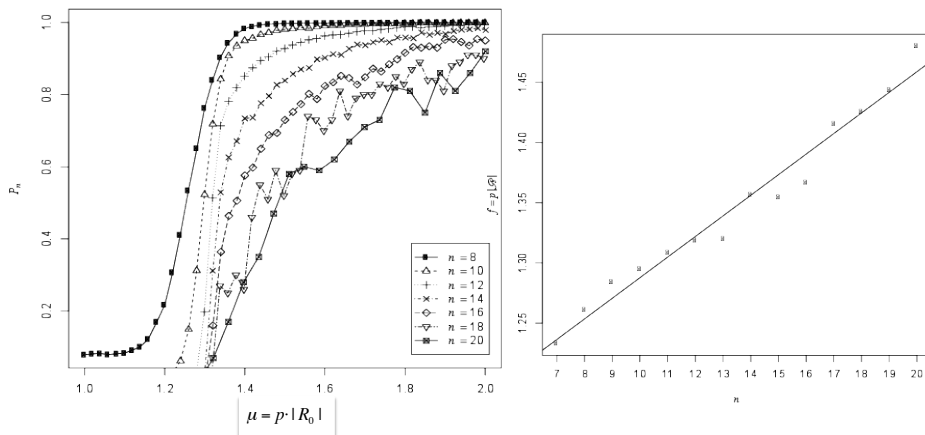 1.0
0.8
0.6
0.4
0.2
P_n
n = 8
n = 10
n = 12
n = 14
n = 16
n = 18
n = 20
1.0 1.2 1.4 1.6 1.8 2.0
μ = p·|R₀|
1.45
1.40
1.35
1.30
1.25
7 8 9 10 11 12 13 14 15 16 17 18 19 20
n